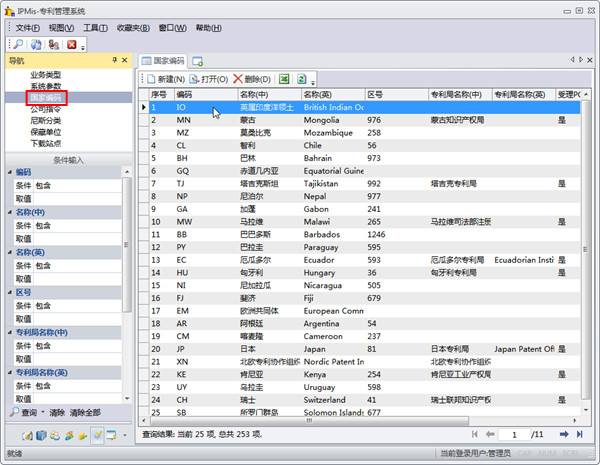 IPMis-专利管理系统
文件(F) 视图(V) 工具(T) 收藏夹(B) 窗口(W) 帮助(H)
导航
业务类型
系统参数
国家编码
公司指令
尼斯分类
保藏单位
下载站点
条件输入
编码
条件 包含
取值
名称(中)
条件 包含
取值
名称(英)
条件 包含
取值
区号
条件 包含
取值
专利局名称(中)
条件 包含
取值
专利局名称(英)
条件 包含
取值
查询 清除 清除全部
国家编码
新建(N) 打开(O) 删除(D)
序号 编码 名称(中) 名称(英) 区号 专利局名称(中) 专利局名称(英) 受理PC
1 IO 英属印度洋领土 British Indian Oc
2 MN 蒙古 Mongolia 976 蒙古知识产权局 是
3 MZ 莫桑比克 Mozambique 258
4 CL 智利 Chile 56
5 BH 巴林 Bahrain 973
6 GQ 赤道几内亚 Equatorial Guine
7 TJ 塔吉克斯坦 Tajikistan 992 塔吉克专利局 是
8 NP 尼泊尔 Nepal 977
9 GA 加蓬 Gabon 241
10 MW 马拉维 Malawi 265 马拉维司法部注册 是
11 BB 巴巴多斯 Barbados 1246
12 PY 巴拉圭 Paraguay 595
13 EC 厄瓜多尔 Ecuador 593 厄瓜多尔专利局 Ecuadorian Insti 是
14 HU 匈牙利 Hungary 36 匈牙利专利局 是
15 NI 尼加拉瓜 Nicaragua 505
16 FJ 斐济 Fiji 679
17 EM 欧洲共同体 European Comm
18 AR 阿根廷 Argentina 54
19 CM 喀麦隆 Cameroon 237
20 JP 日本 Japan 81 日本专利局 Japan Patent Off 是
21 XN 北欧专利协作组织 Nordic Patent In 北欧专利协作组织
22 KE 肯尼亚 Kenya 254 肯尼亚工业产权局 是
23 UY 乌拉圭 Uruguay 598
24 CH 瑞士 Switzerland 41 瑞士联邦知识产权 是
25 SB 所罗门群岛 Solomon Islands 677
查询结果: 当前 25 项, 总共 253 项. 1 /11
就绪 当前登录用户:管理员 CAP NUM SCRL